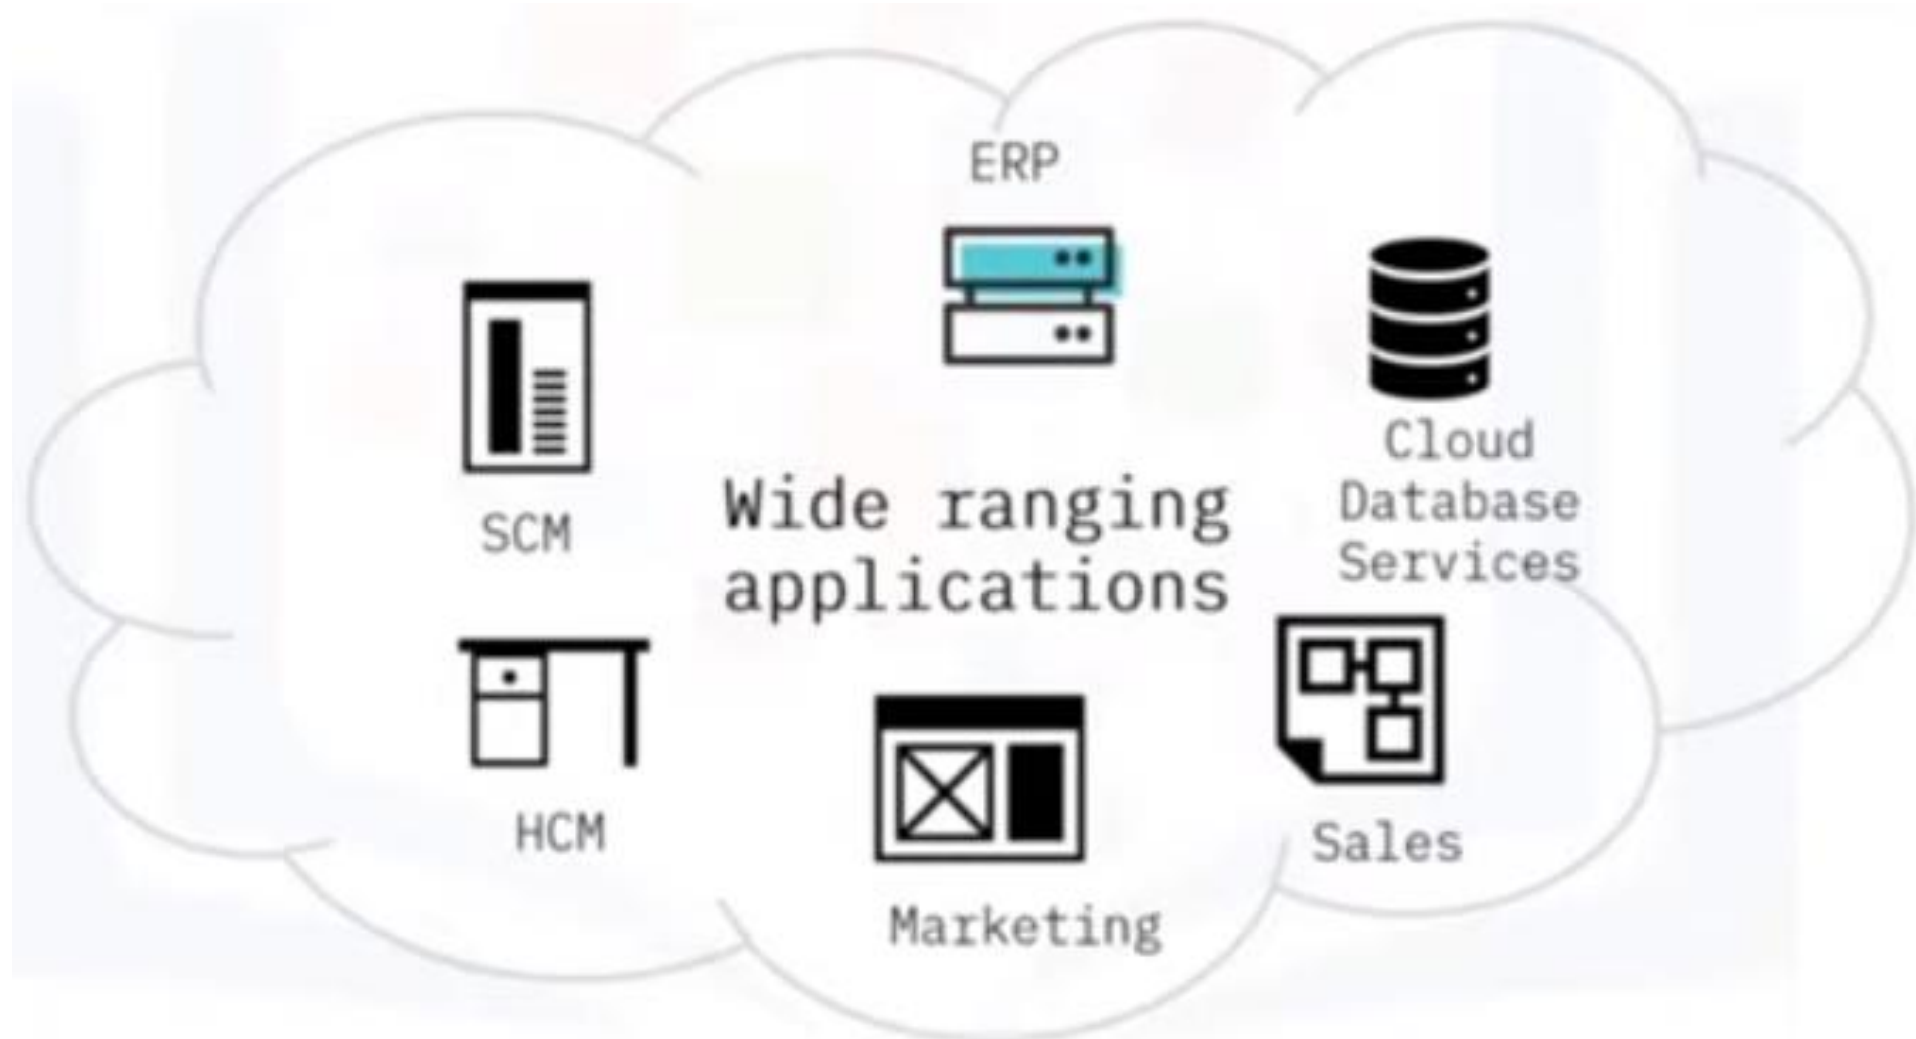 ERP
Cloud
Database
Services
SCM
Wide ranging
applications
HCM
Sales
Marketing